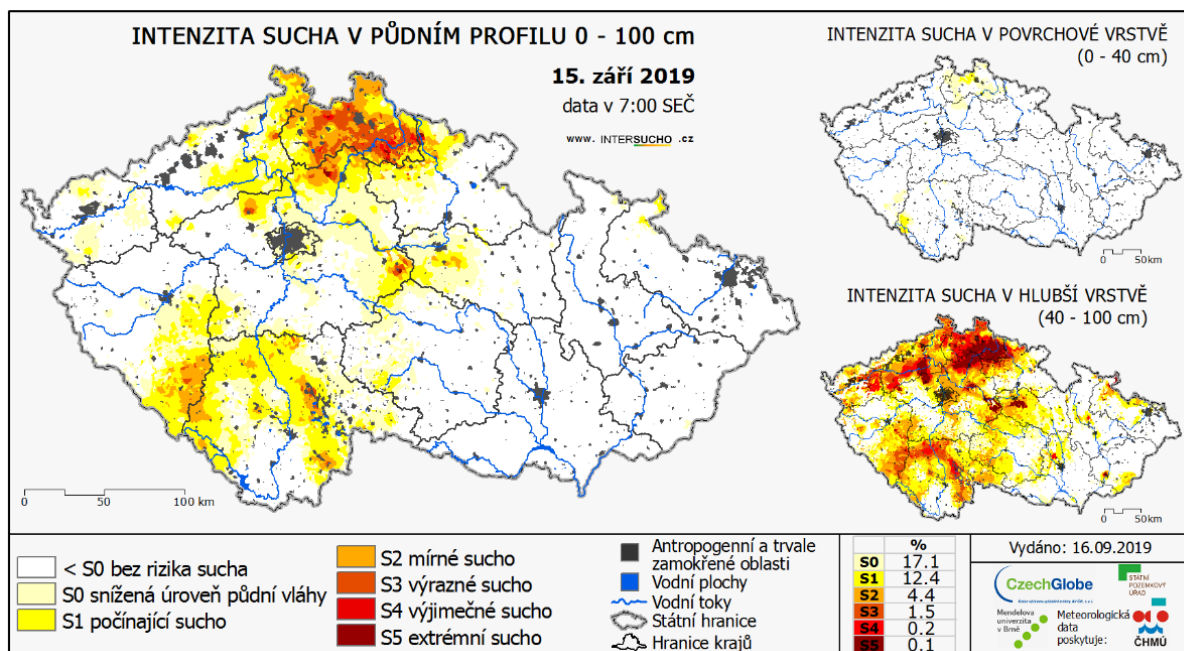 INTENZITA SUCHA V PŮDNÍM PROFILU 0 - 100 cm
15. září 2019
data v 7:00 SEČ
www. INTERSUCHO .cz
0 50 100 km
INTENZITA SUCHA V POVRCHOVÉ VRSTVĚ
(0 - 40 cm)
0 50km
INTENZITA SUCHA V HLUBŠÍ VRSTVĚ
(40 - 100 cm)
0 50km
< S0 bez rizika sucha
S0 snížená úroveň půdní vláhy
S1 počínající sucho
S2 mírné sucho
S3 výrazné sucho
S4 výjimečné sucho
S5 extrémní sucho
Antropogenní a trvale
zamokřené oblasti
Vodní plochy
Vodní toky
Státní hranice
Hranice krajů
%
S0 17.1
S1 12.4
S2 4.4
S3 1.5
S4 0.2
S5 0.1
Vydáno: 16.09.2019
CzechGlobe
STÁTNÍ
POZEMKOVÝ
ÚŘAD
Mendelova
univerzita
v Brně
Meteorologická
data
poskytuje:
ČHMÚ